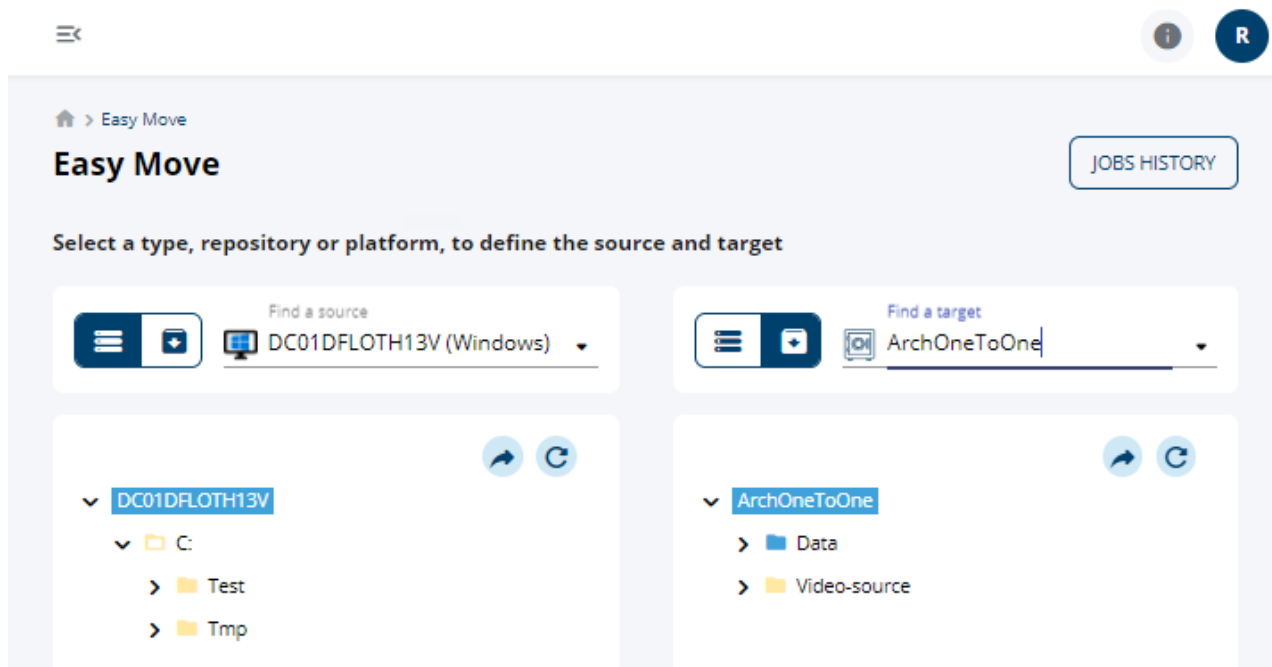 R
> Easy Move
Easy Move
JOBS HISTORY
Select a type, repository or platform, to define the source and target
Find a source
DC01DFLOTH13V (Windows)
Find a target
ArchOneToOne
DC01DFLOTH13V
C:
Test
Tmp
ArchOneToOne
Data
Video-source